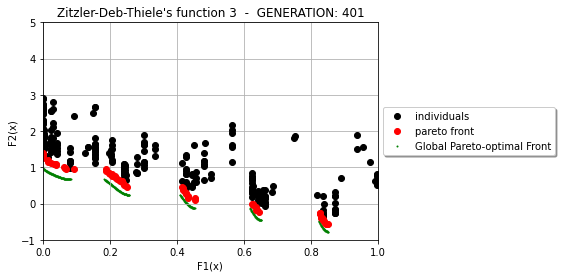 Zitzler-Deb-Thiele's function 3 - GENERATION: 401
5
4
3
2
1
0
−1
F2(x)
0.0 0.2 0.4 0.6 0.8 1.0
F1(x)
individuals
pareto front
Global Pareto-optimal Front